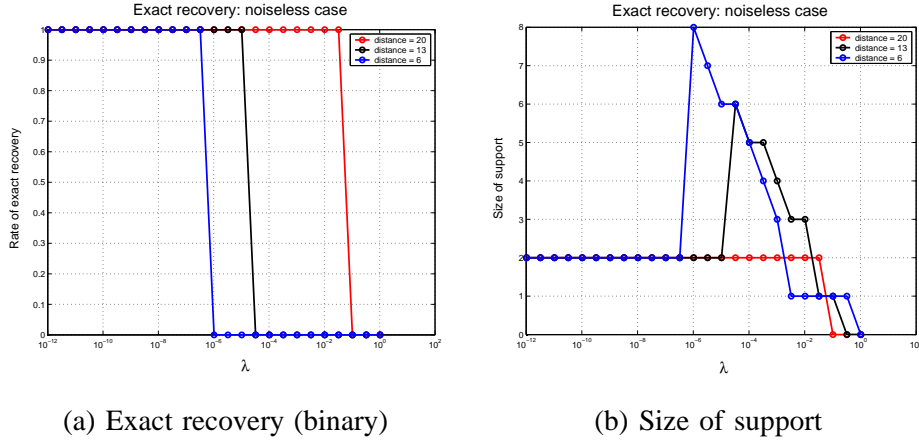 Exact recovery: noiseless case
distance = 20
distance = 13
distance = 6
Rate of exact recovery
1
0.9
0.8
0.7
0.6
0.5
0.4
0.3
0.2
0.1
0
10^-12
10^-10
10^-8
10^-6
10^-4
10^-2
10^0
10^2
λ
(a) Exact recovery (binary)
Exact recovery: noiseless case
distance = 20
distance = 13
distance = 6
Size of support
8
7
6
5
4
3
2
1
0
10^-12
10^-10
10^-8
10^-6
10^-4
10^-2
10^0
λ
(b) Size of support